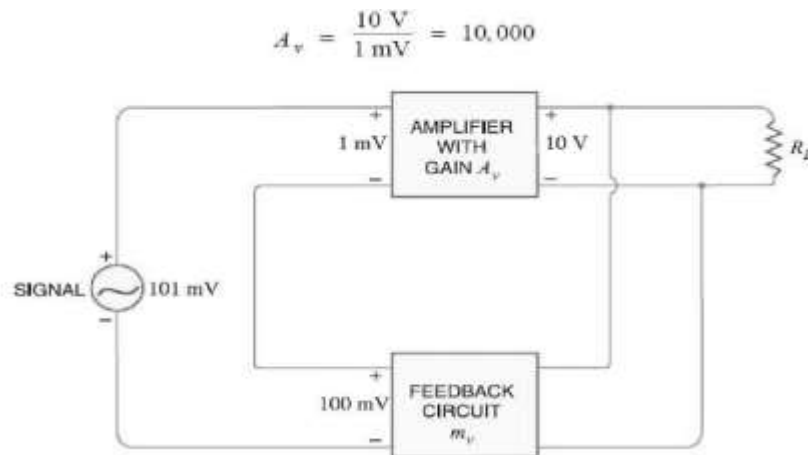 A_v = 10 V / 1 mV = 10,000
+ AMPLIFIER WITH GAIN A_v +
1 mV
10 V
−
−
R_L
+
SIGNAL 101 mV
−
+ FEEDBACK CIRCUIT m_v
100 mV
−